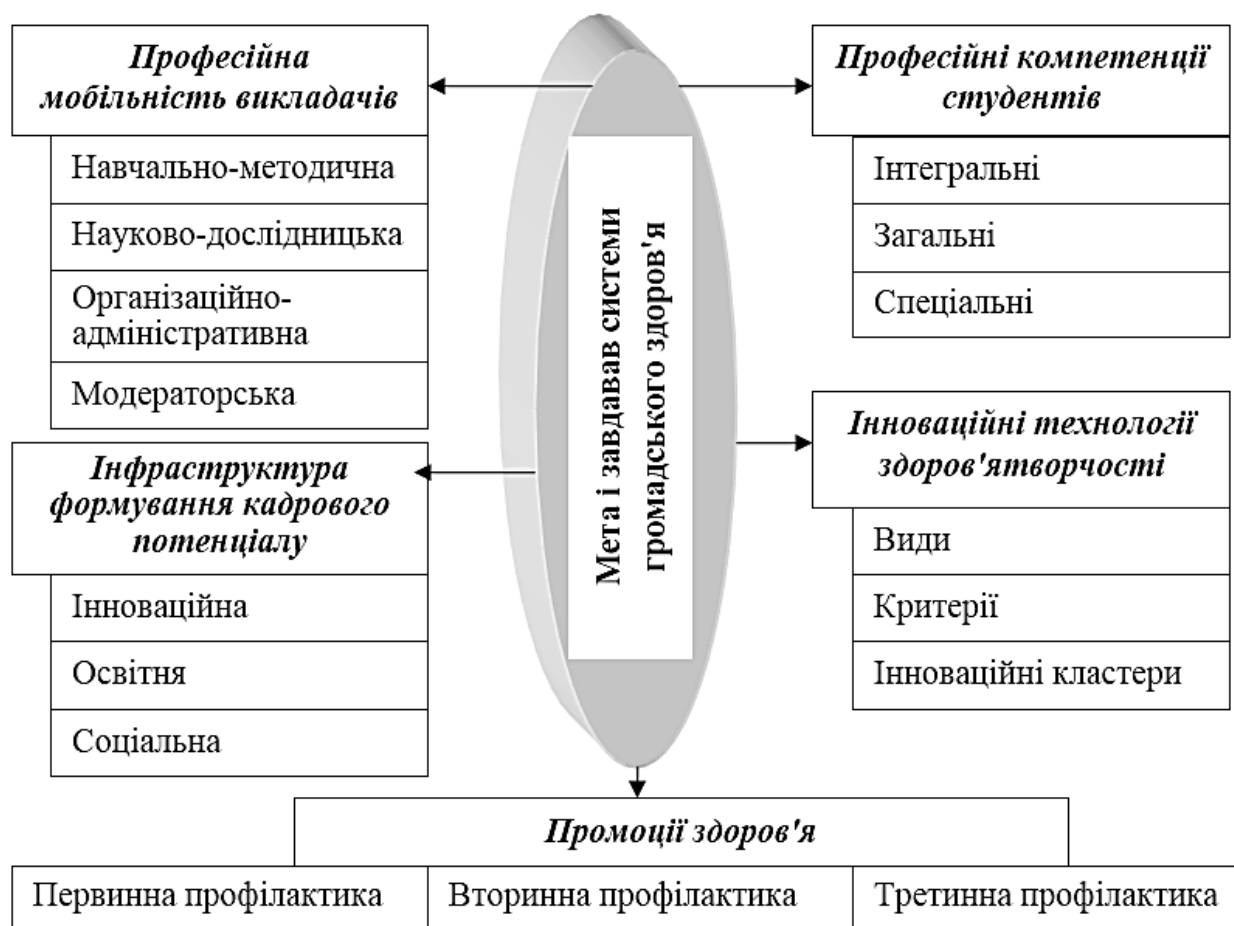 Професійна
мобільність викладачів
Навчально-методична
Науково-дослідницька
Організаційно-
адміністративна
Модераторська
Інфраструктура
формування кадрового
потенціалу
Інноваційна
Освітня
Соціальна
Мета і завдавав системи
громадського здоров'я
Професійні компетенції
студентів
Інтегральні
Загальні
Спеціальні
Інноваційні технології
здоров'ятворчості
Види
Критерії
Інноваційні кластери
Промоції здоров'я
Первинна профілактика
Вторинна профілактика
Третинна профілактика